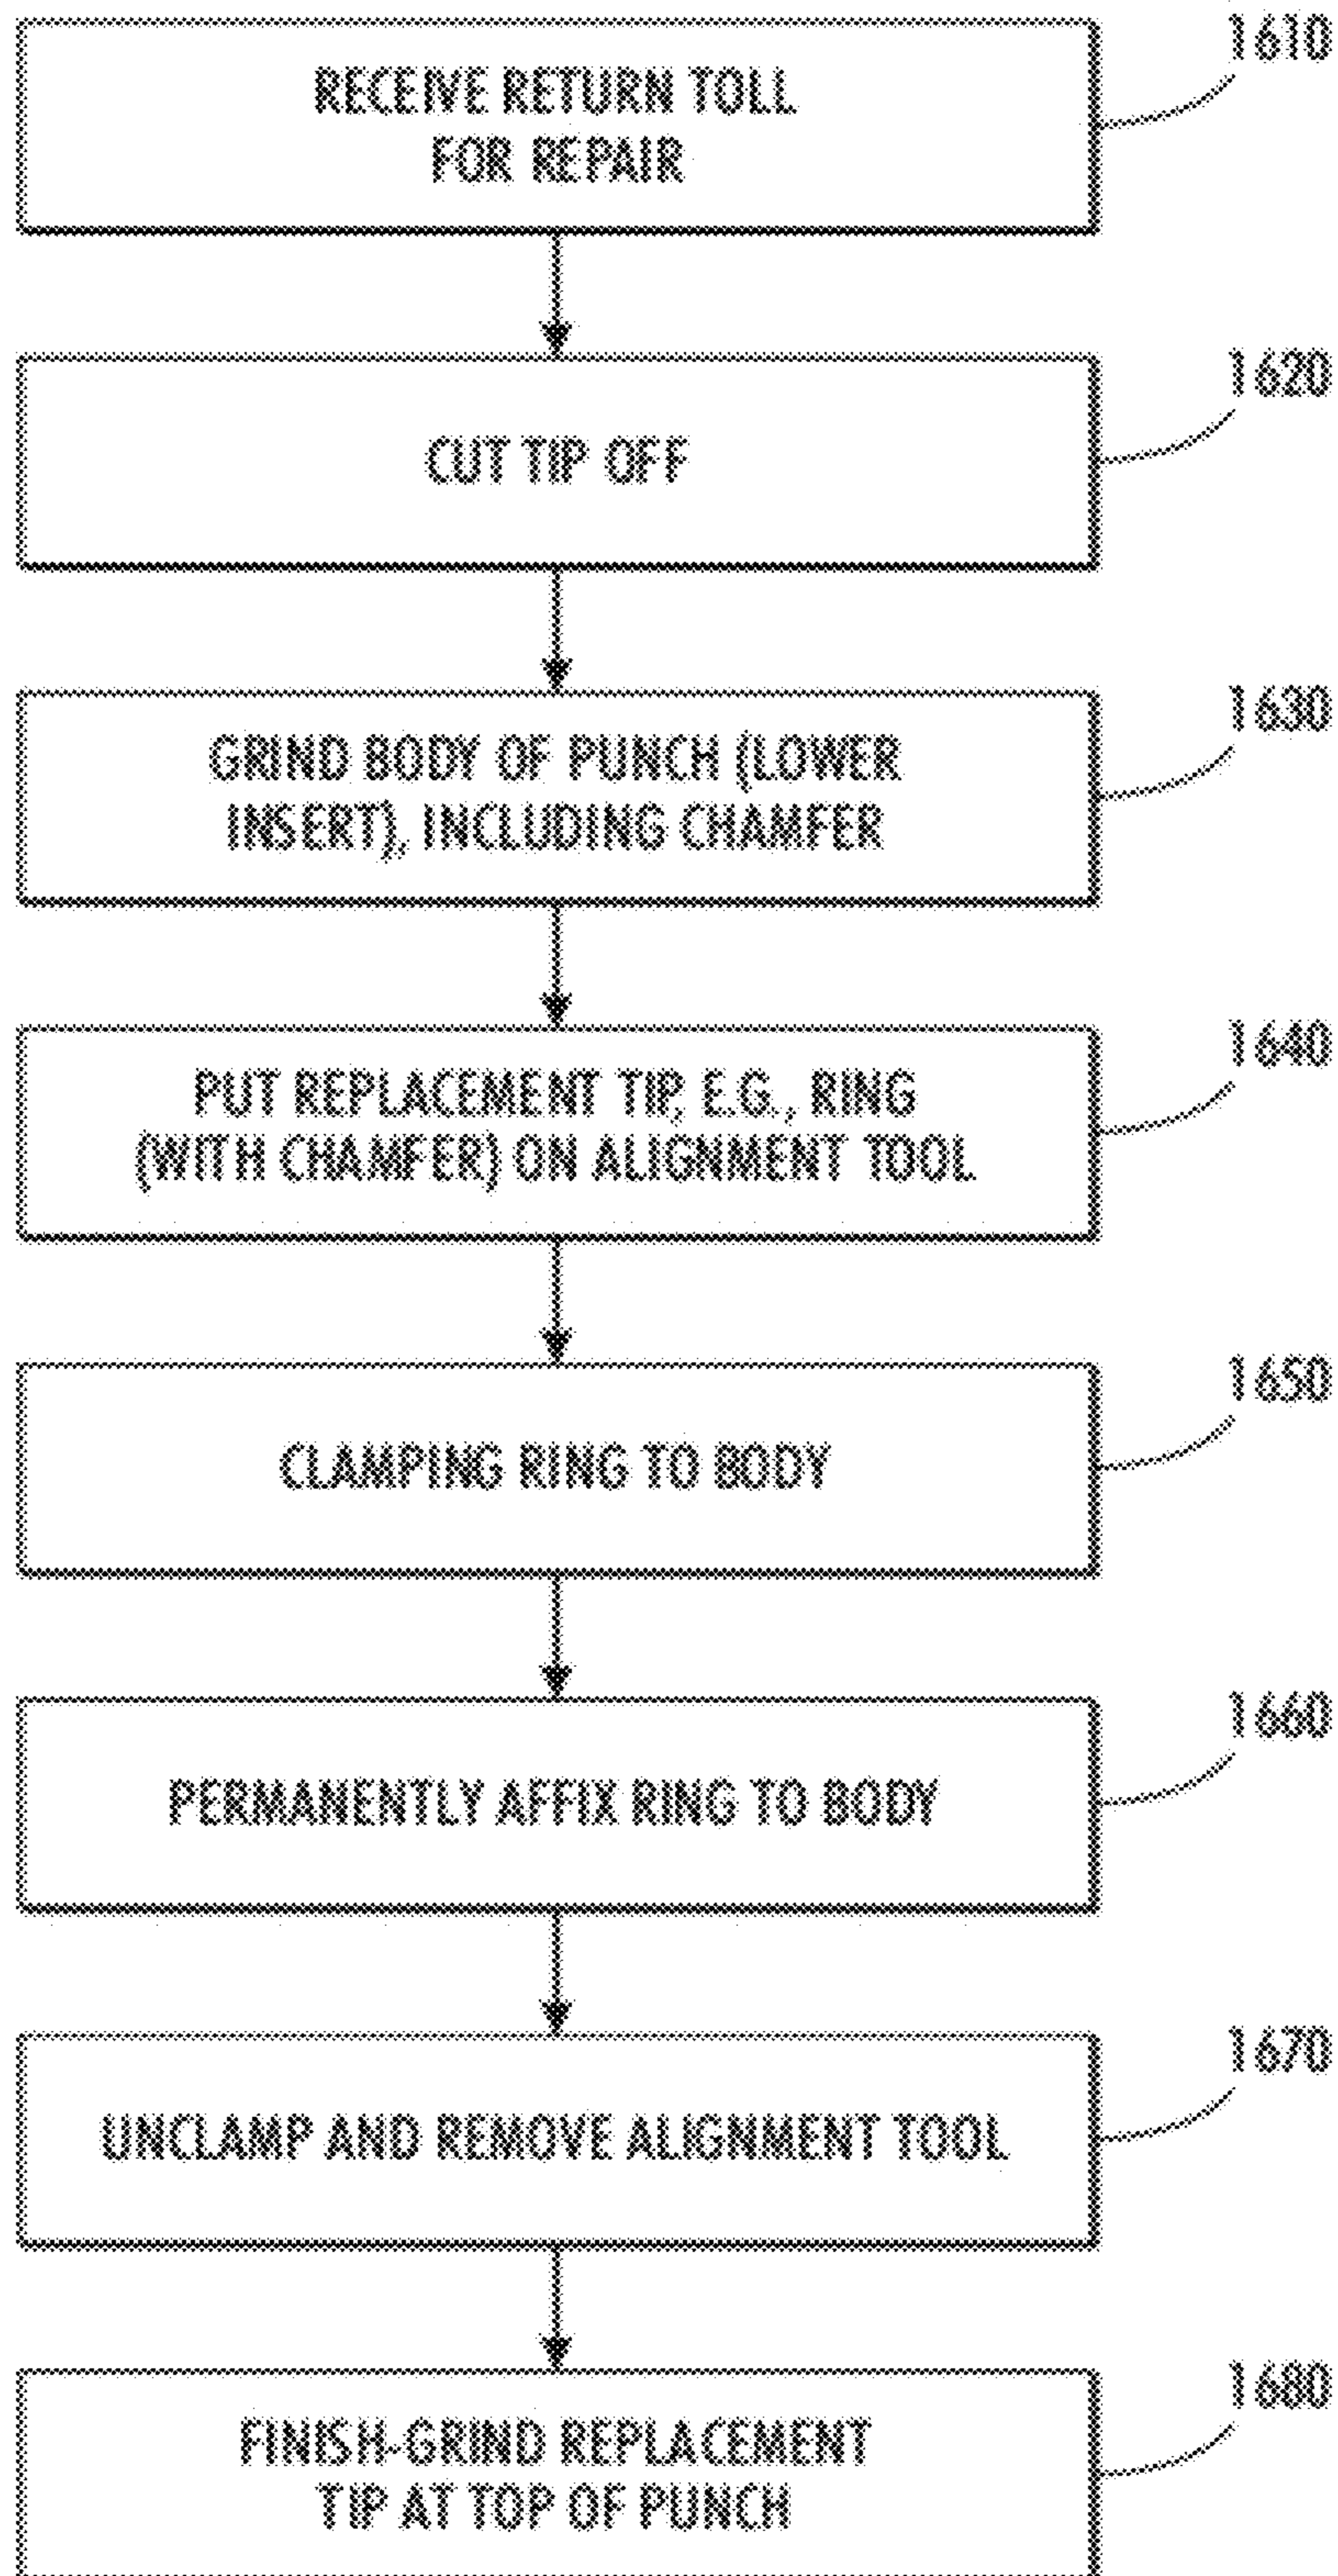 RECEIVE RETURN TOLL
FOR REPAIR
1610
CUT TIP OFF
1620
GRIND BODY OF PUNCH (LOWER
INSERT), INCLUDING CHAMFER
1630
PUT REPLACEMENT TIP, E.G., RING
(WITH CHAMFER) ON ALIGNMENT TOOL
1640
CLAMPING RING TO BODY
1650
PERMANENTLY AFFIX RING TO BODY
1660
UNCLAMP AND REMOVE ALIGNMENT TOOL
1670
FINISH-GRIND REPLACEMENT
TIP AT TOP OF PUNCH
1680